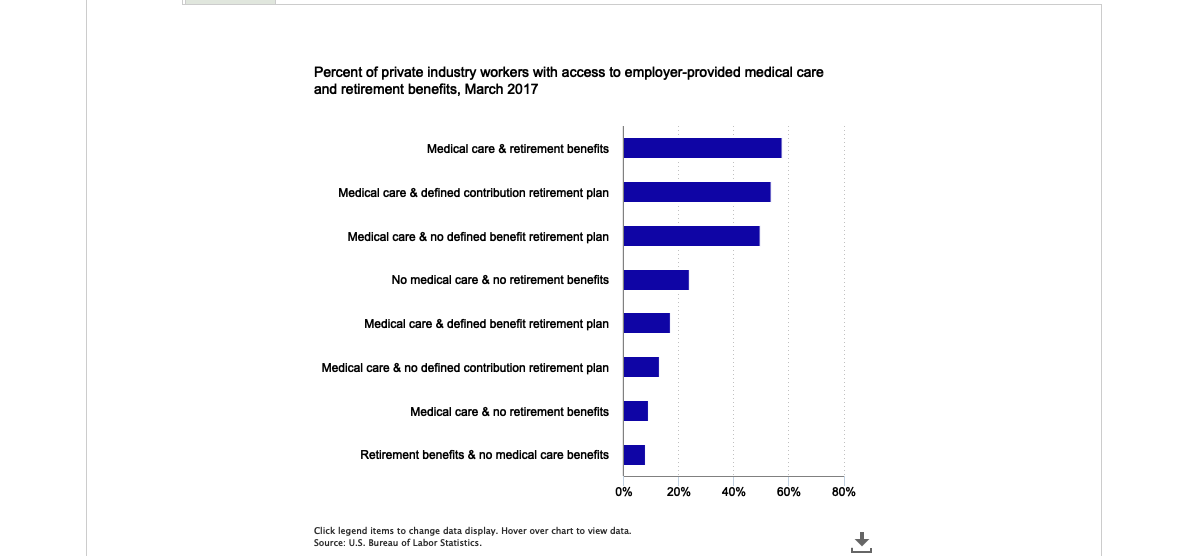 Percent of private industry workers with access to employer-provided medical care
and retirement benefits, March 2017
Medical care & retirement benefits
Medical care & defined contribution retirement plan
Medical care & no defined benefit retirement plan
No medical care & no retirement benefits
Medical care & defined benefit retirement plan
Medical care & no defined contribution retirement plan
Medical care & no retirement benefits
Retirement benefits & no medical care benefits
0% 20% 40% 60% 80%
Click legend items to change data display. Hover over chart to view data.
Source: U.S. Bureau of Labor Statistics.